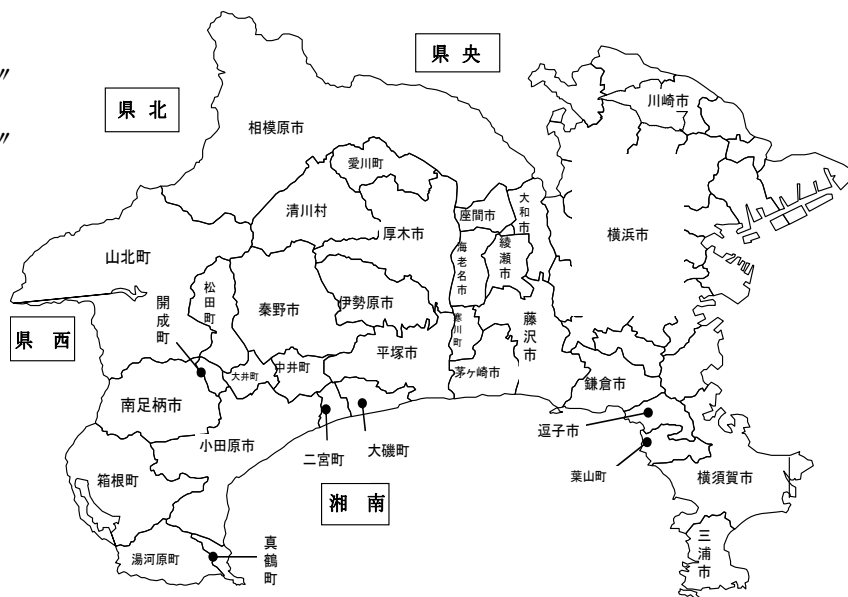 県 央
〃
県 北
川崎市
〃
相模原市
愛川町
清川村
座間市
大和市
厚木市
横浜市
山北町
海老名市
綾瀬市
松田町
秦野市
伊勢原市
開成町
寒川町
藤沢市
県 西
平塚市
大井町
中井町
茅ヶ崎市
鎌倉市
南足柄市
小田原市
逗子市
二宮町
大磯町
箱根町
葉山町
横須賀市
湘 南
真鶴町
三浦市
湯河原町